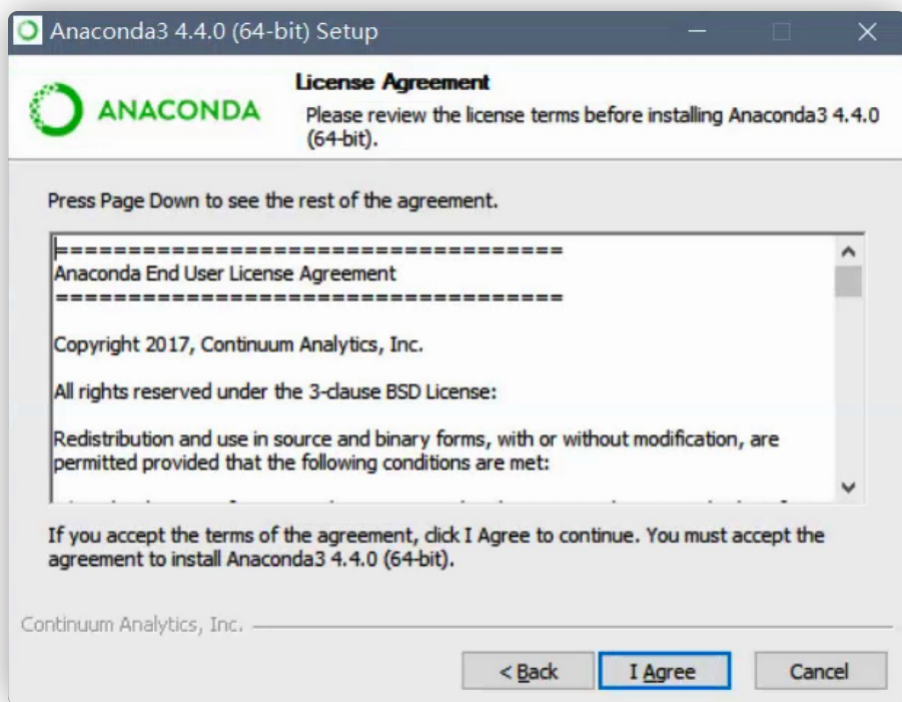 Anaconda3 4.4.0 (64-bit) Setup
ANACONDA
License Agreement
Please review the license terms before installing Anaconda3 4.4.0
(64-bit).
Press Page Down to see the rest of the agreement.
===================================
Anaconda End User License Agreement
===================================
Copyright 2017, Continuum Analytics, Inc.
All rights reserved under the 3-clause BSD License:
Redistribution and use in source and binary forms, with or without modification, are
permitted provided that the following conditions are met:
If you accept the terms of the agreement, click I Agree to continue. You must accept the
agreement to install Anaconda3 4.4.0 (64-bit).
Continuum Analytics, Inc.
< Back
I Agree
Cancel